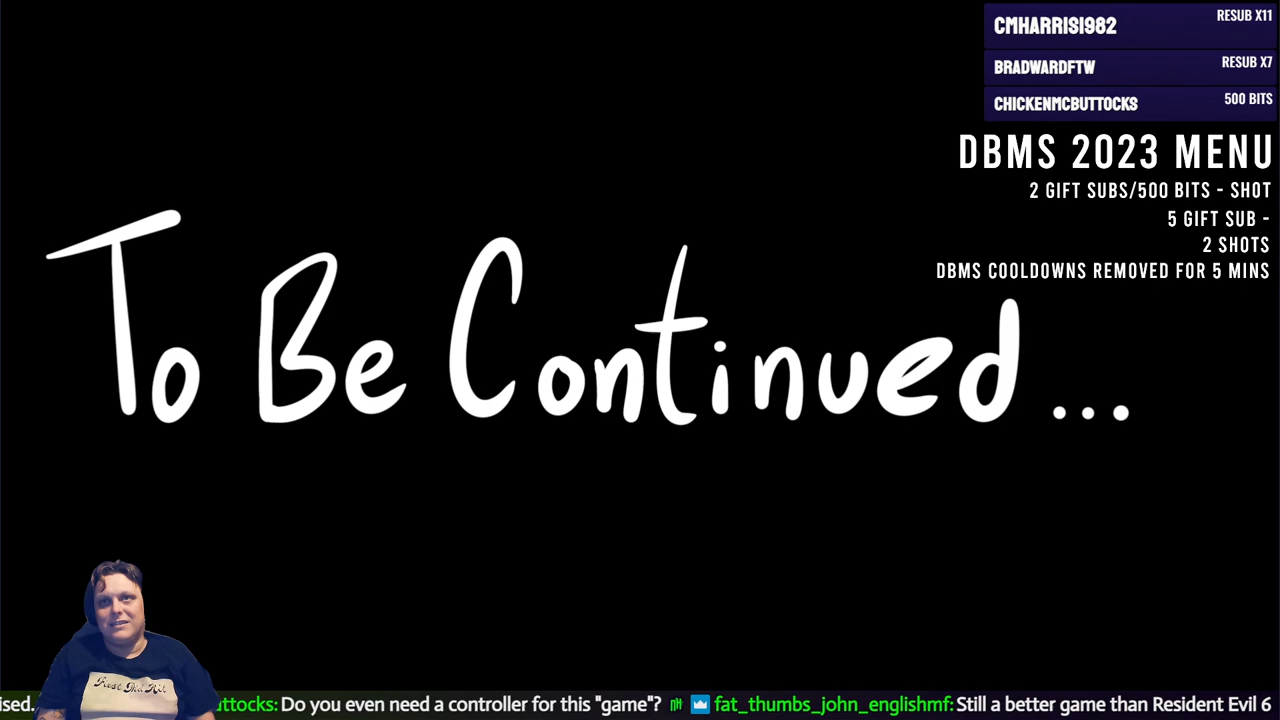 CMHARRIS1982
RESUB X11
BRADWARDFTW
RESUB X7
CHICKENMCBUTTOCKS
500 BITS
DBMS 2023 MENU
2 GIFT SUBS/500 BITS - SHOT
5 GIFT SUB -
2 SHOTS
DBMS COOLDOWNS REMOVED FOR 5 MINS
To Be Continued...
ised. uttocks: Do you even need a controller for this "game"? fat_thumbs_john_englishmf: Still a better game than Resident Evil 6